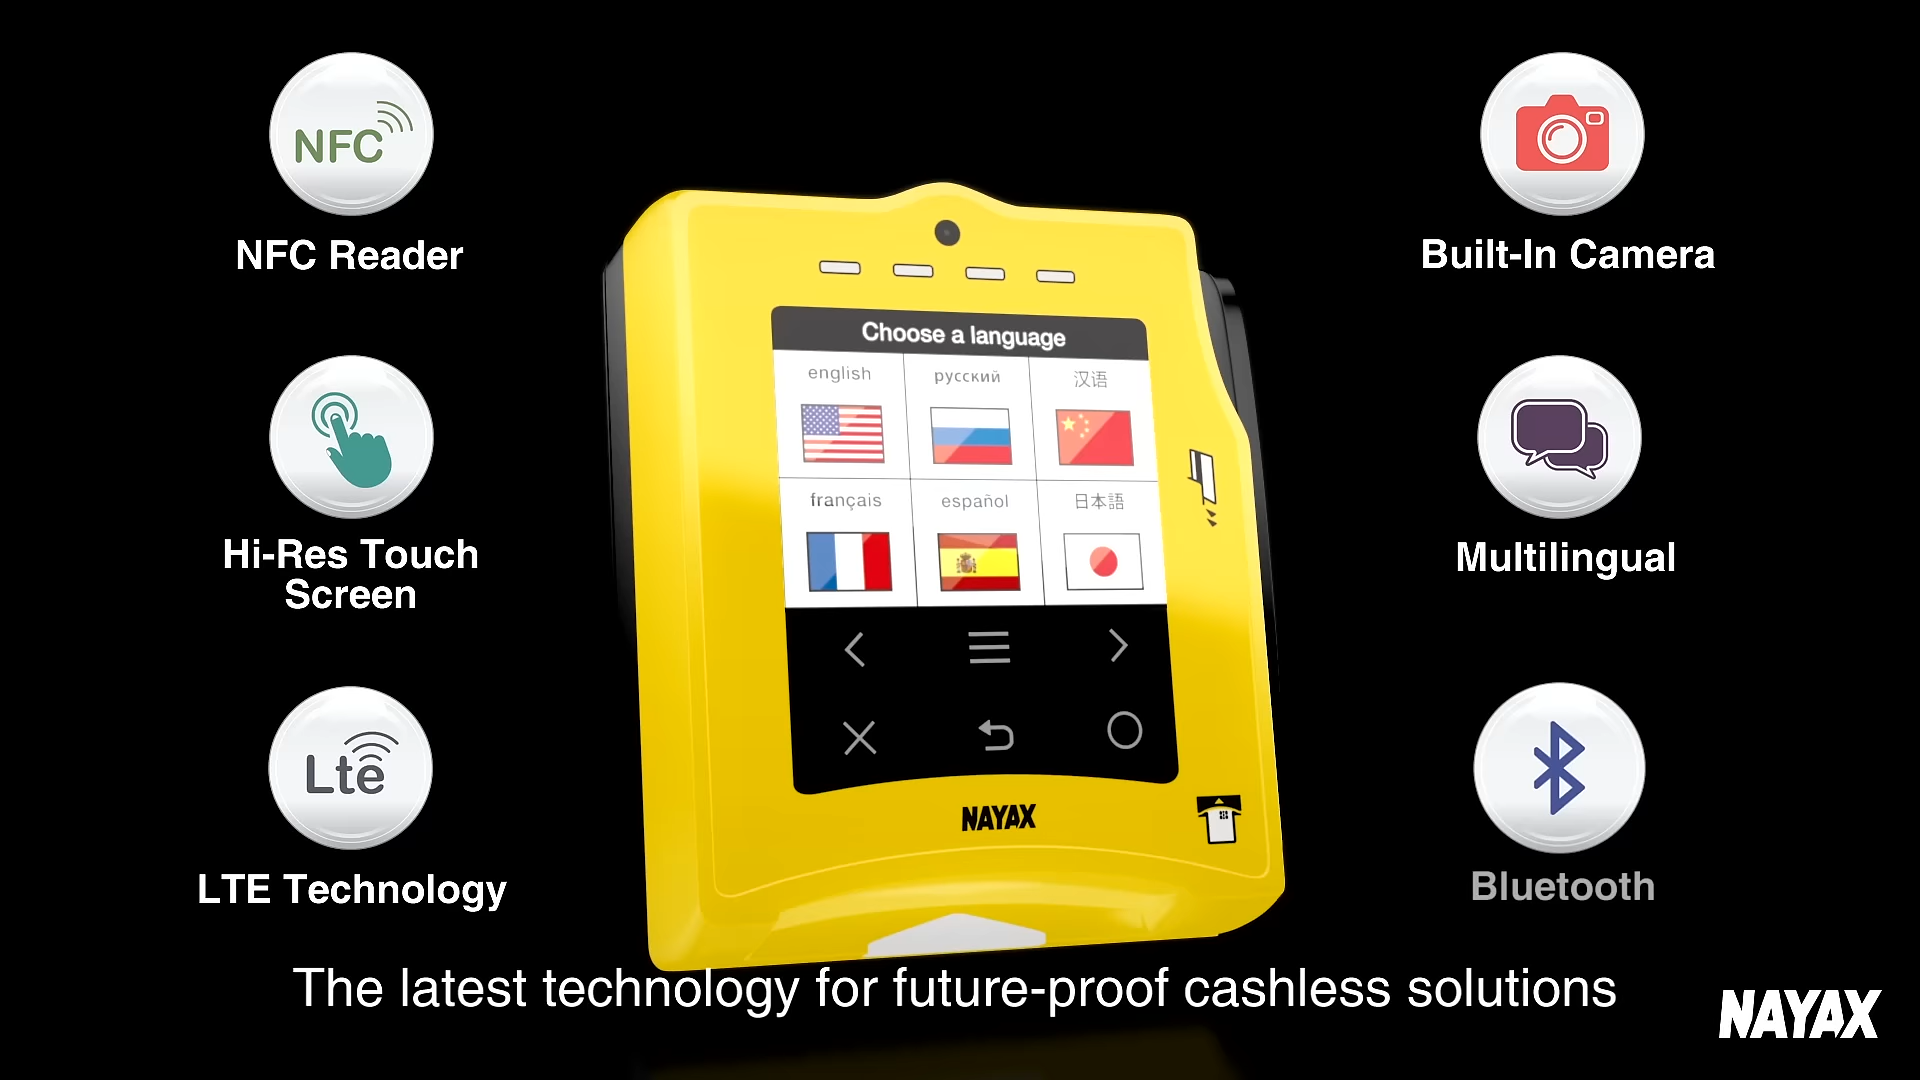 NFC
NFC Reader
Hi-Res Touch
Screen
Lte
LTE Technology
Choose a language
english
русский
汉语
français
español
日本語
NAYAX
Built-In Camera
Multilingual
Bluetooth
The latest technology for future-proof cashless solutions
NAYAX